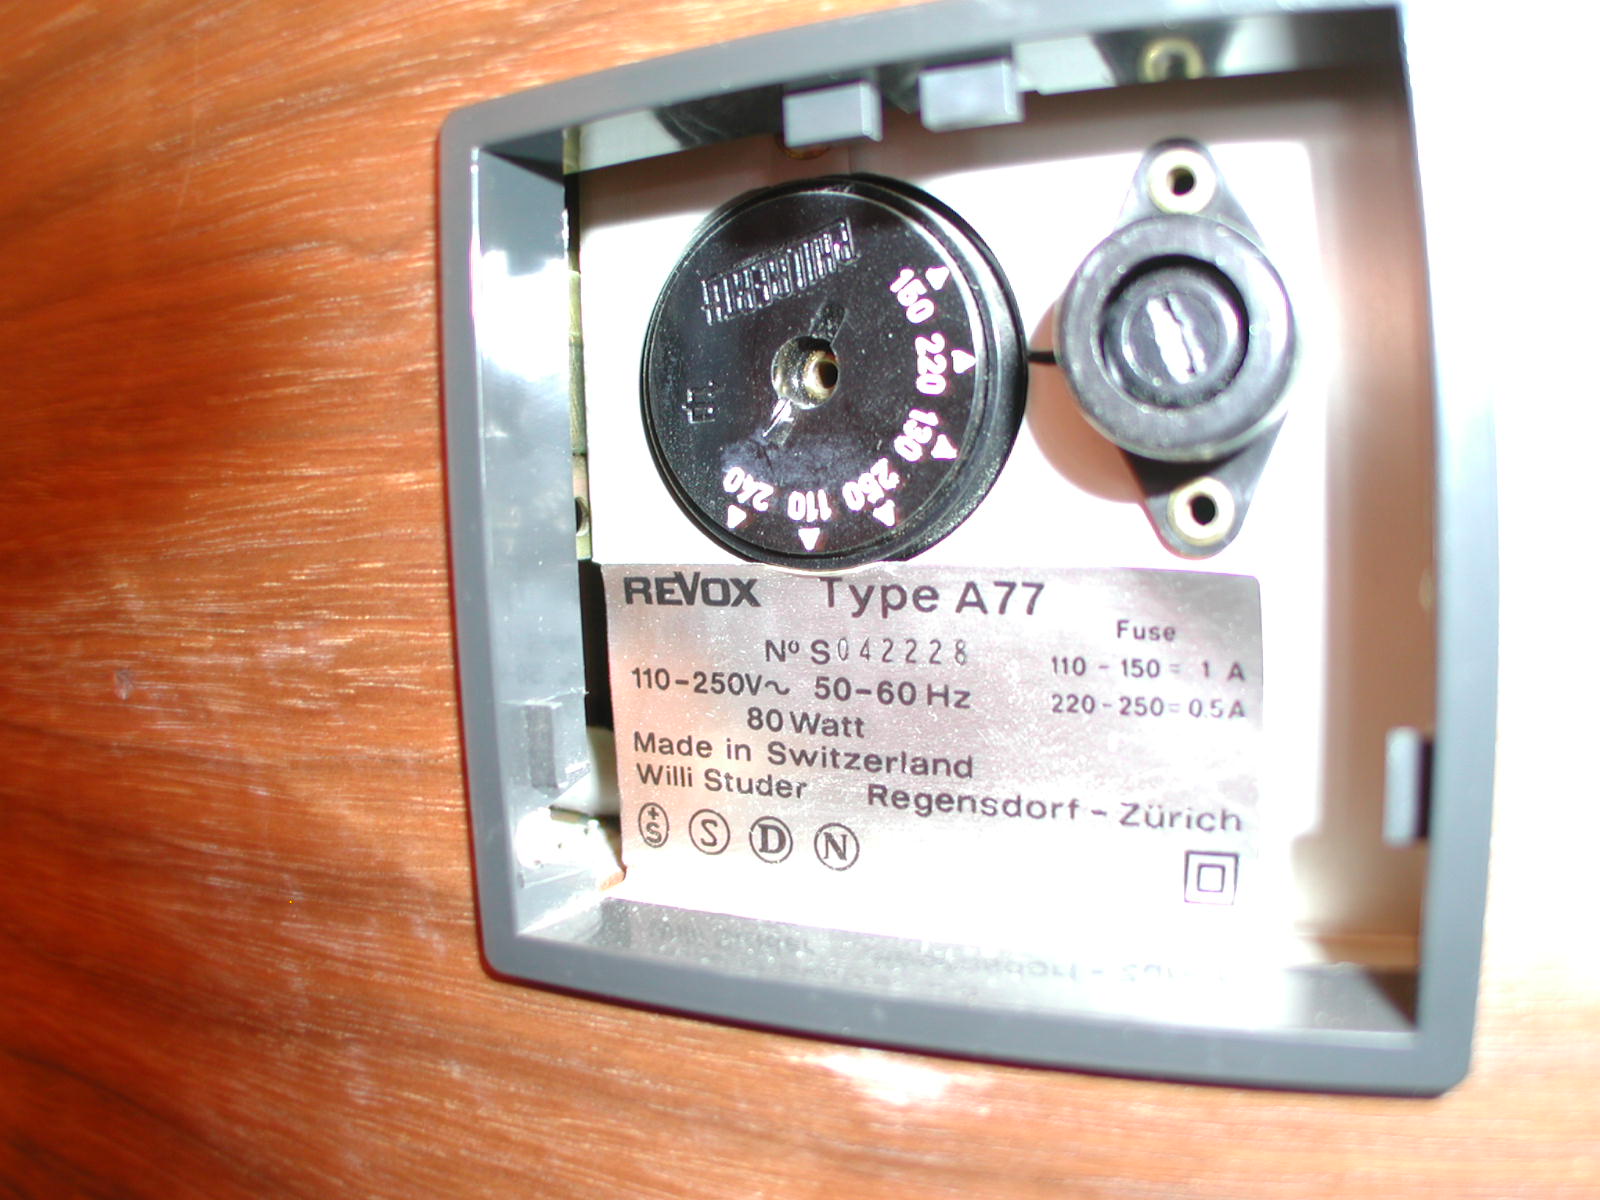 150
220
130
250
110
240
REVOX Type A77
Nº S042228
110-250V~ 50-60 Hz
80 Watt
Made in Switzerland
Willi Studer Regensdorf - Zürich
Fuse
110 - 150 = 1 A
220 - 250 = 0.5 A
+S S D N